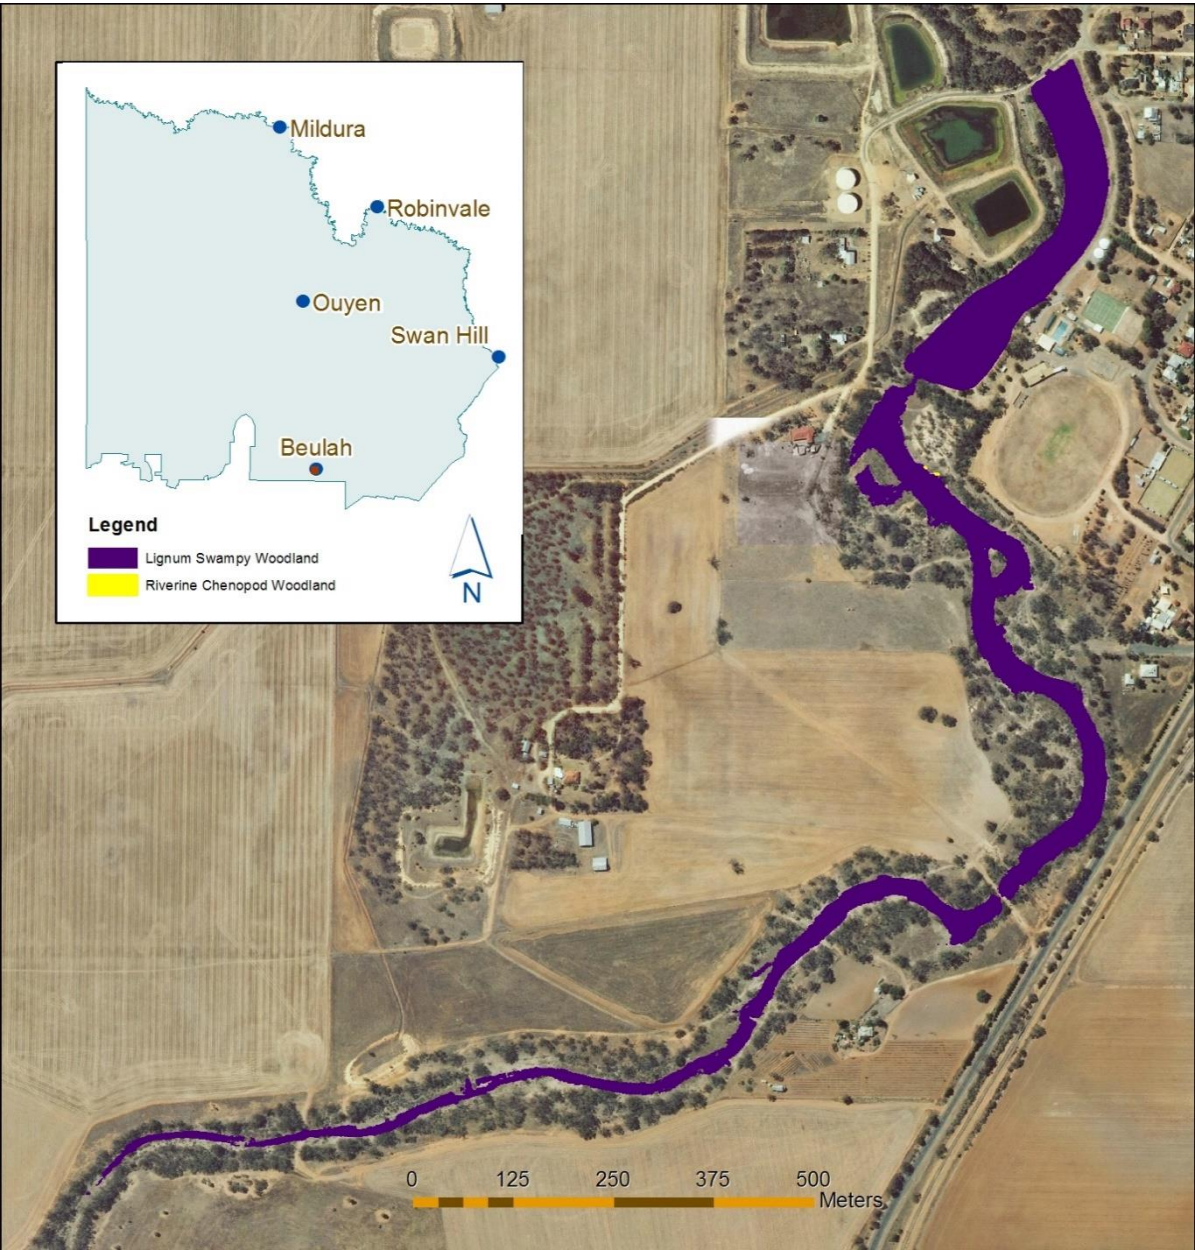 Mildura
Robinvale
Ouyen
Swan Hill
Beulah
Legend
Lignum Swampy Woodland
Riverine Chenopod Woodland
N
0 125 250 375 500
Meters